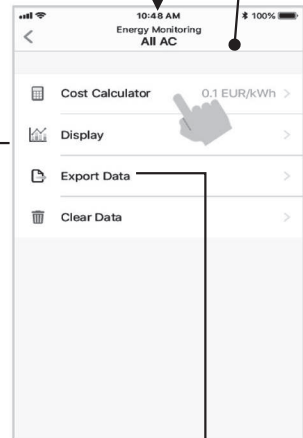 10:48 AM
100%
Energy Monitoring
All AC
Cost Calculator 0.1 EUR/kWh
Display
Export Data
Clear Data